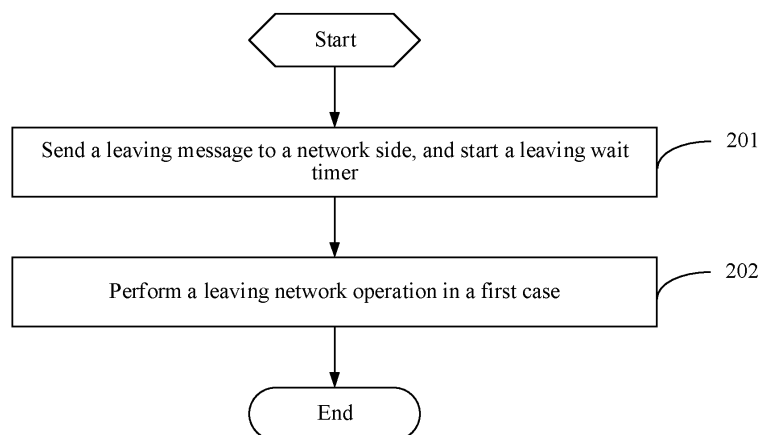 Start
Send a leaving message to a network side, and start a leaving wait
timer
201
Perform a leaving network operation in a first case
202
End